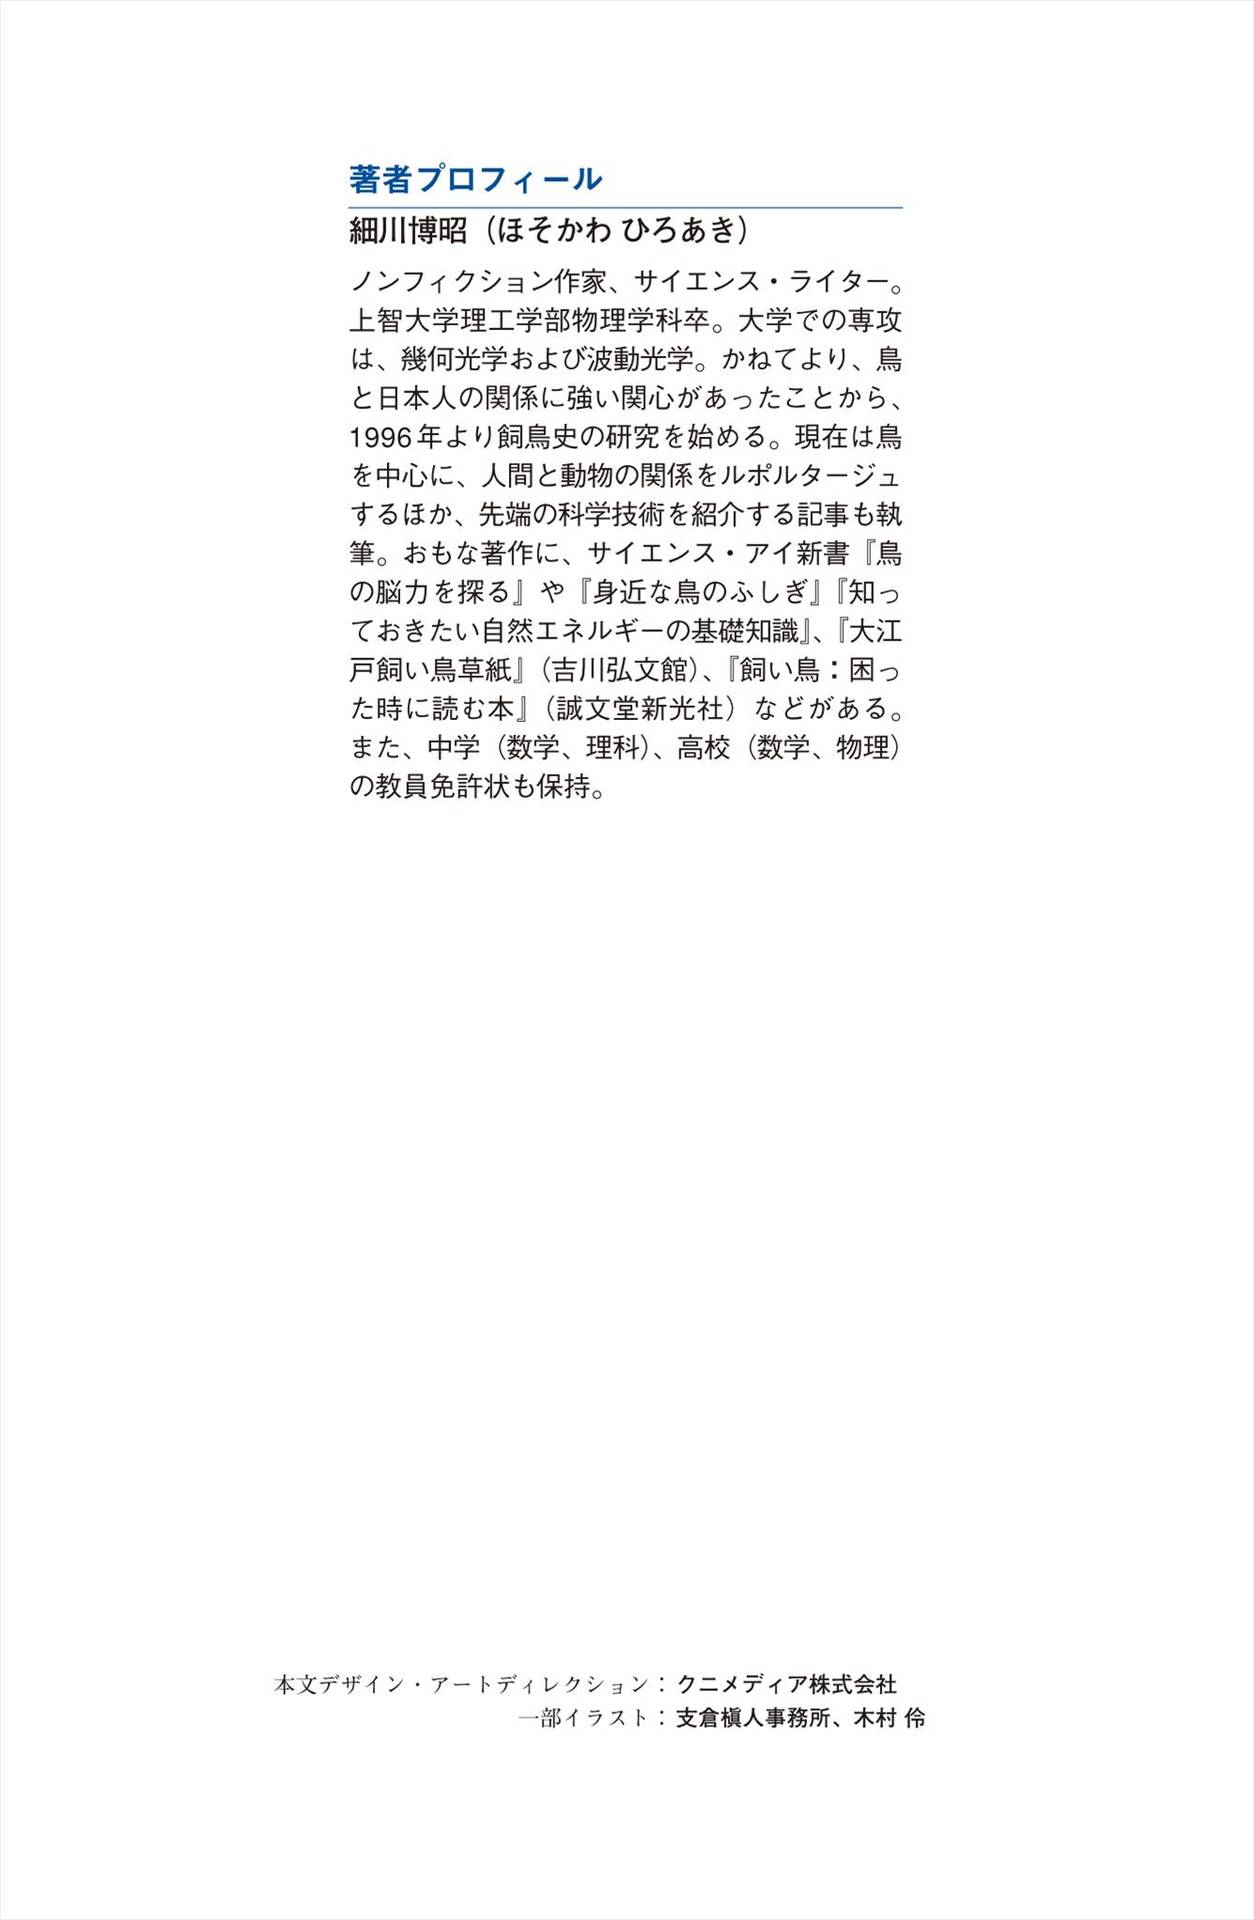 著者プロフィール
細川博昭（ほそかわ ひろあき）
ノンフィクション作家、サイエンス・ライター。
上智大学理工学部物理学科卒。大学での専攻
は、幾何光学および波動光学。かねてより、鳥
と日本人の関係に強い関心があったことから、
1996年より飼鳥史の研究を始める。現在は鳥
を中心に、人間と動物の関係をルポルタージュ
するほか、先端の科学技術を紹介する記事も執
筆。おもな著作に、サイエンス・アイ新書『鳥
の脳力を探る』や『身近な鳥のふしぎ』『知っ
ておきたい自然エネルギーの基礎知識』、『大江
戸飼い鳥草紙』（吉川弘文館）、『飼い鳥：困っ
た時に読む本』（誠文堂新光社）などがある。
また、中学（数学、理科）、高校（数学、物理）
の教員免許状も保持。
本文デザイン・アートディレクション：クニメディア株式会社
一部イラスト：支倉槇人事務所、木村 伶